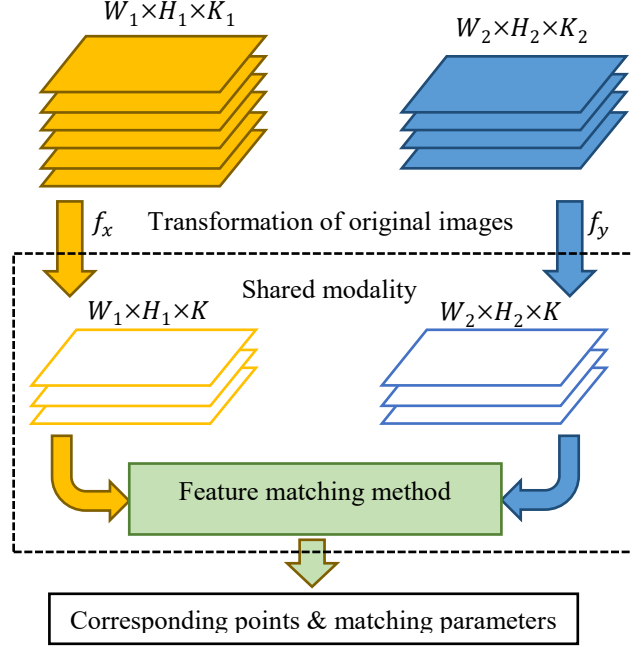 W₁×H₁×K₁
W₂×H₂×K₂
fₓ
Transformation of original images
f_y
Shared modality
W₁×H₁×K
W₂×H₂×K
Feature matching method
Corresponding points & matching parameters